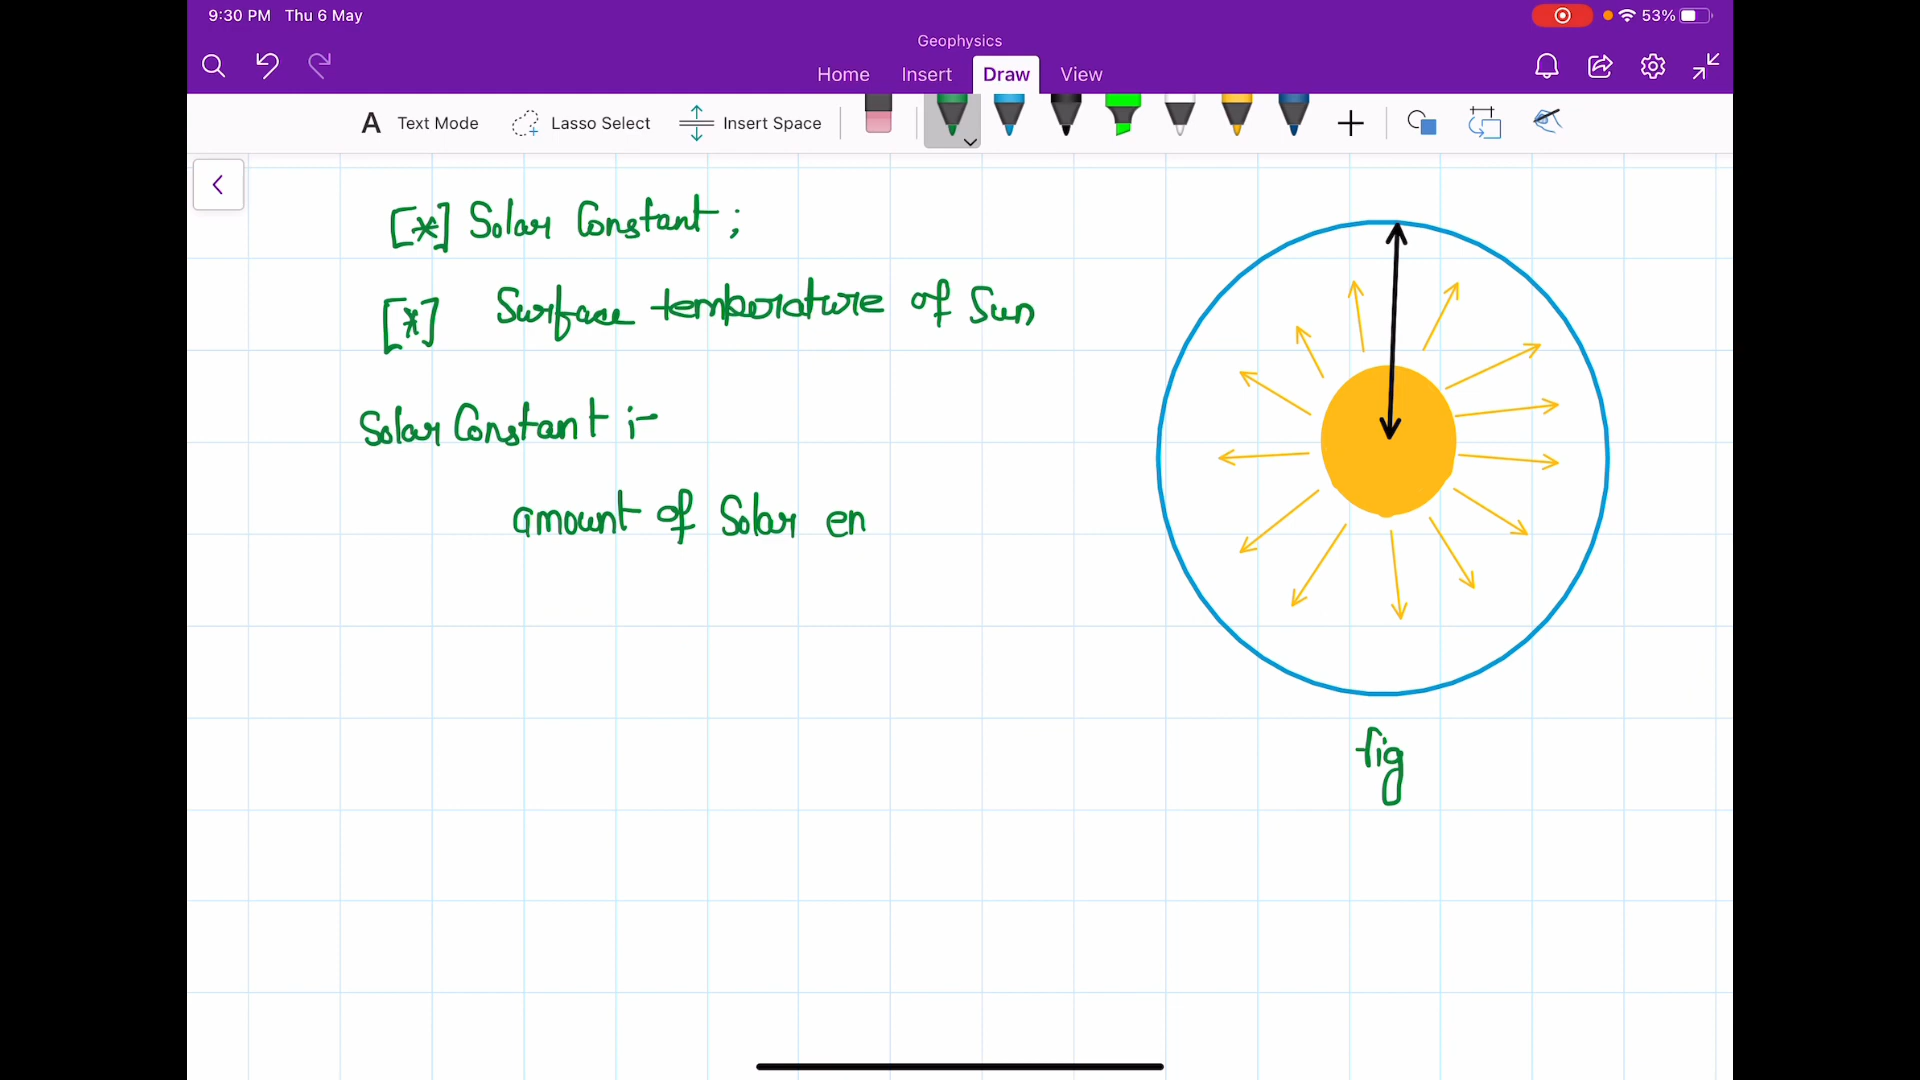 9:30 PM Thu 6 May 53%
Geophysics
Home Insert Draw View
A Text Mode Lasso Select Insert Space
[*] Solar Constant ;
[*] Surface temperature of Sun
Solar Constant :-
amount of Solar en
fig